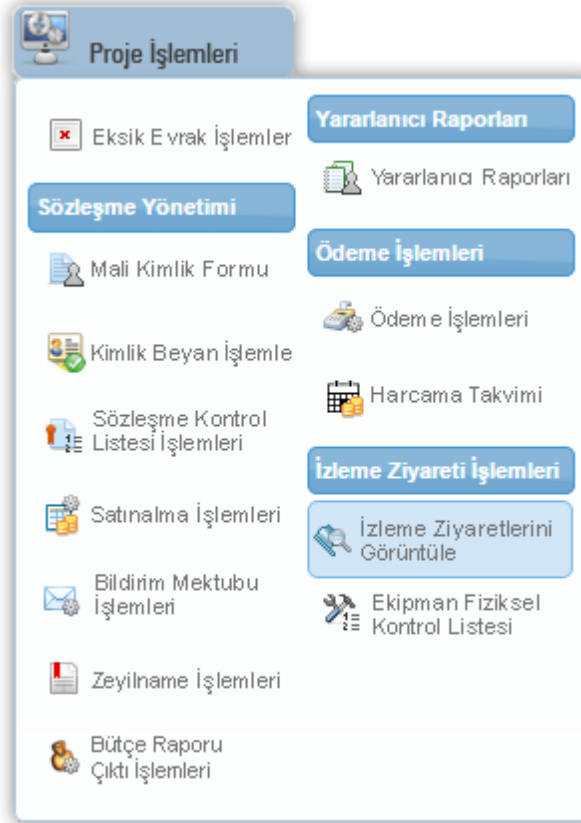 Proje İşlemleri
Eksik Evrak İşlemler
Sözleşme Yönetimi
Mali Kimlik Formu
Kimlik Beyan İşlemle
Sözleşme Kontrol
Listesi İşlemleri
Satınalma İşlemleri
Bildirim Mektubu
İşlemleri
Zeyilname İşlemleri
Bütçe Raporu
Çıktı İşlemleri
Yararlanıcı Raporları
Yararlanıcı Raporları
Ödeme İşlemleri
Ödeme İşlemleri
Harcama Takvimi
İzleme Ziyareti İşlemleri
İzleme Ziyaretlerini
Görüntüle
Ekipman Fiziksel
Kontrol Listesi